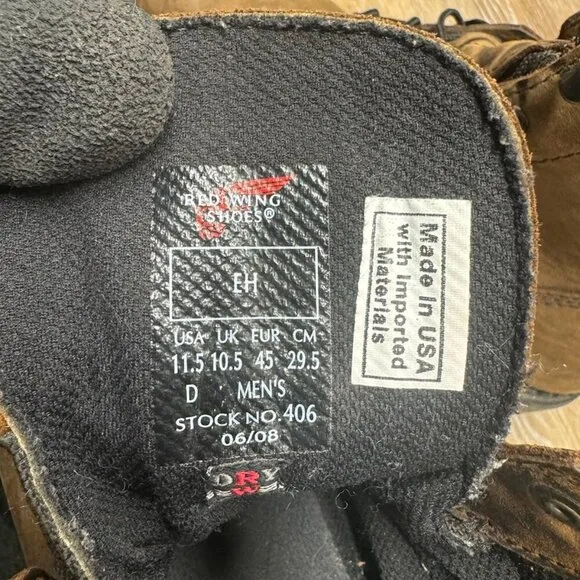 RED WING
SHOES®
EH
USA UK EUR CM
11.5 10.5 45 29.5
D MEN'S
STOCK NO. 406
06/08
DRY
W
Made in USA
with Imported
Materials